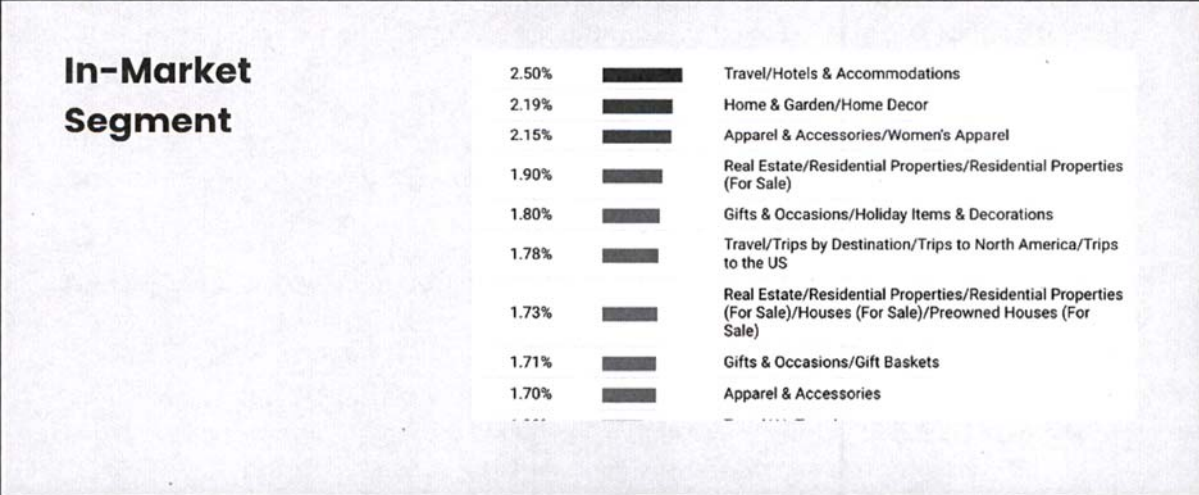 In-Market
Segment
2.50% Travel/Hotels & Accommodations
2.19% Home & Garden/Home Decor
2.15% Apparel & Accessories/Women's Apparel
1.90% Real Estate/Residential Properties/Residential Properties
(For Sale)
1.80% Gifts & Occasions/Holiday Items & Decorations
1.78% Travel/Trips by Destination/Trips to North America/Trips
to the US
1.73% Real Estate/Residential Properties/Residential Properties
(For Sale)/Houses (For Sale)/Preowned Houses (For
Sale)
1.71% Gifts & Occasions/Gift Baskets
1.70% Apparel & Accessories